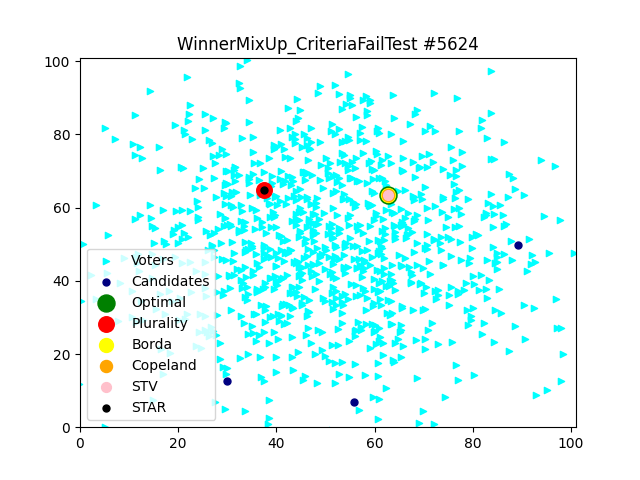 WinnerMixUp_CriteriaFailTest #5624
100
80
60
40
20
0
Voters
Candidates
Optimal
Plurality
Borda
Copeland
STV
STAR
0 20 40 60 80 100